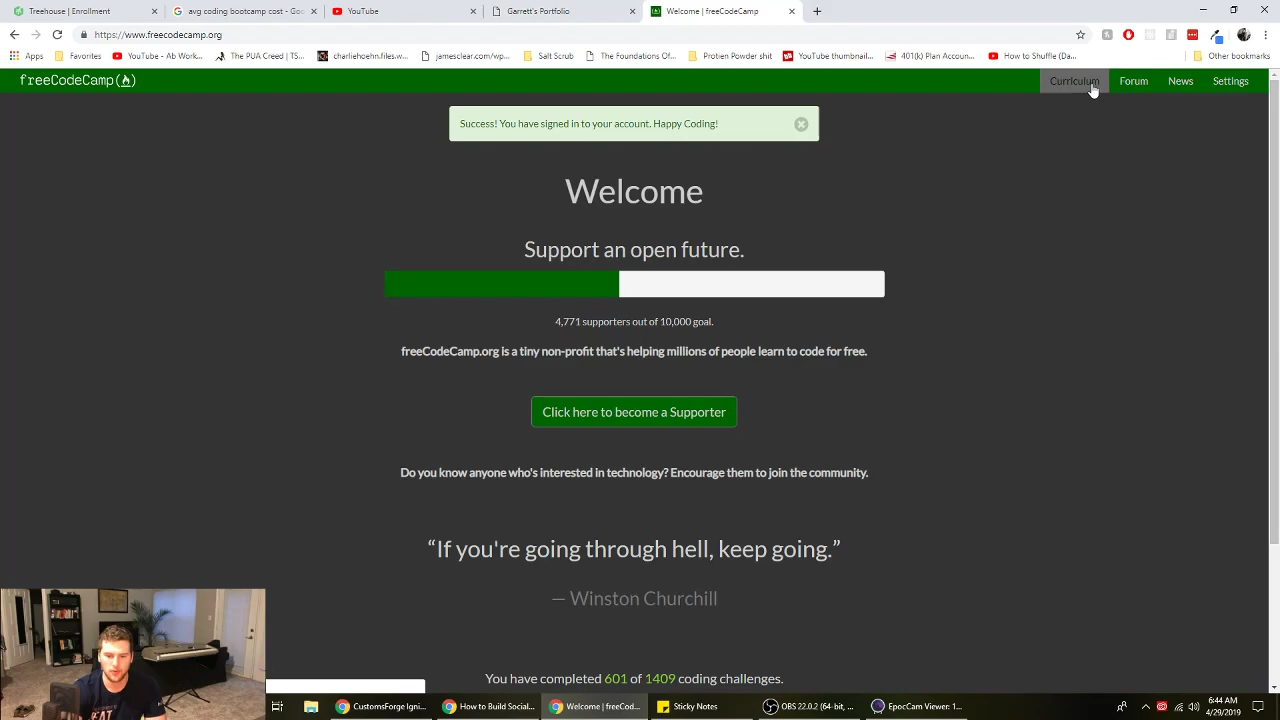 Treehouse | Enrollment
avg coding bootcamp cost - Goo
YouTube
Garrett's Portfolio
Welcome | freeCodeCamp
https://www.freecodecamp.org
Apps
Favorites
YouTube - Ab Work...
The PUA Creed | TS...
charliehoehn.files.w...
jamesclear.com/wp...
Salt Scrub
The Foundations Of...
Protien Powder shit
YouTube thumbnail...
401(k) Plan Accoun...
How to Shuffle (Da...
Other bookmarks
freeCodeCamp
Curriculum
Forum
News
Settings
Success! You have signed in to your account. Happy Coding!
Welcome
Support an open future.
4,771 supporters out of 10,000 goal.
freeCodeCamp.org is a tiny non-profit that's helping millions of people learn to code for free.
Click here to become a Supporter
Do you know anyone who's interested in technology? Encourage them to join the community.
“If you're going through hell, keep going.”
— Winston Churchill
You have completed 601 of 1409 coding challenges.
CustomsForge Igni...
How to Build Social...
Welcome | freeCod...
Sticky Notes
OBS 22.0.2 (64-bit, ...
EpocCam Viewer: 1...
6:44 AM
4/29/2019